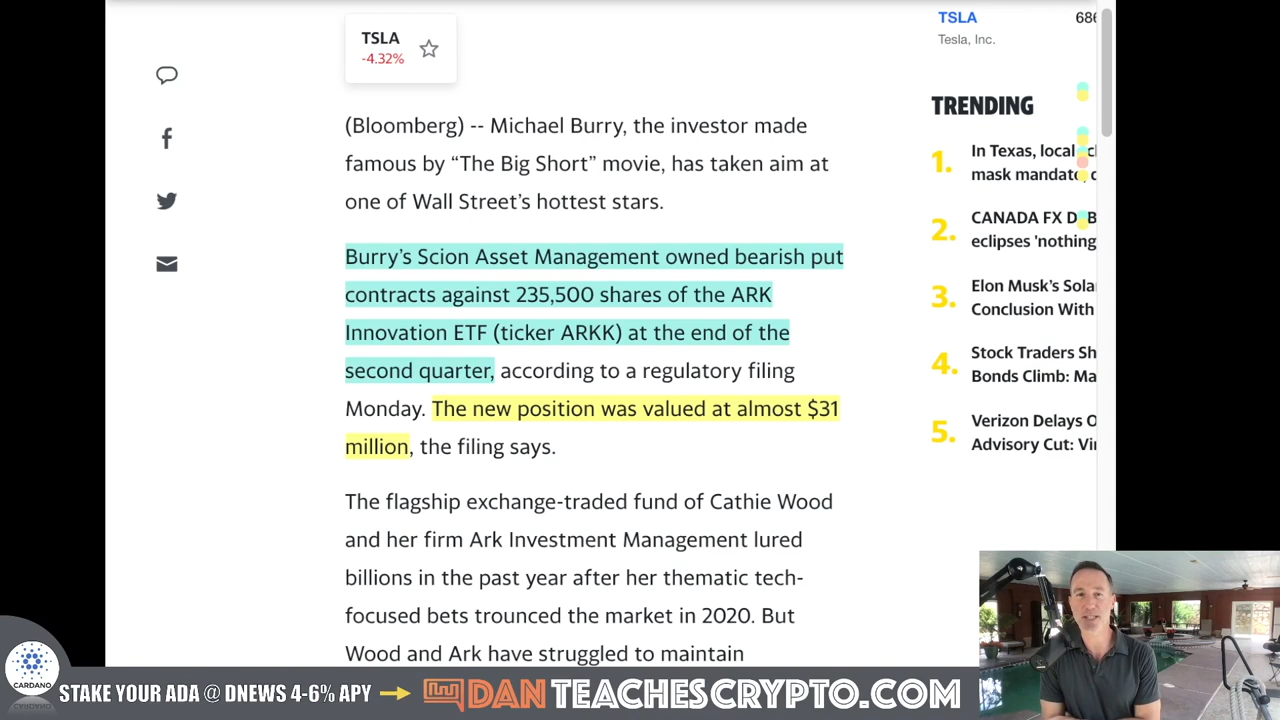 TSLA
-4.32%
(Bloomberg) -- Michael Burry, the investor made
famous by “The Big Short” movie, has taken aim at
one of Wall Street’s hottest stars.
Burry’s Scion Asset Management owned bearish put
contracts against 235,500 shares of the ARK
Innovation ETF (ticker ARKK) at the end of the
second quarter, according to a regulatory filing
Monday. The new position was valued at almost $31
million, the filing says.
The flagship exchange-traded fund of Cathie Wood
and her firm Ark Investment Management lured
billions in the past year after her thematic tech-
focused bets trounced the market in 2020. But
Wood and Ark have struggled to maintain
TSLA
Tesla, Inc.
686
TRENDING
1. In Texas, local
mask mandate
2. CANADA FX
eclipses 'nothing
3. Elon Musk’s Sola
Conclusion With
4. Stock Traders Sh
Bonds Climb: Ma
5. Verizon Delays O
Advisory Cut: Vi
CARDANO
STAKE YOUR ADA @ DNEWS 4-6% APY
DANTEACHESCRYPTO.COM